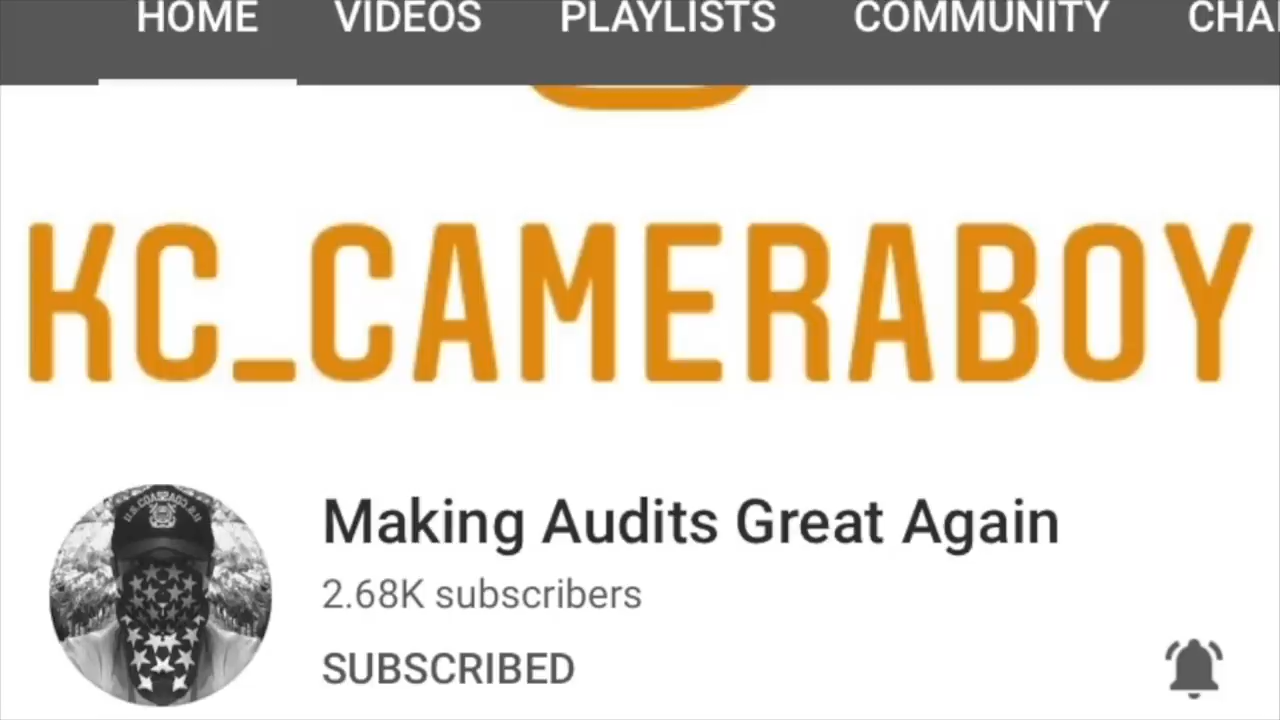 HOME VIDEOS PLAYLISTS COMMUNITY
KC_CAMERABOY
Making Audits Great Again
2.68K subscribers
SUBSCRIBED